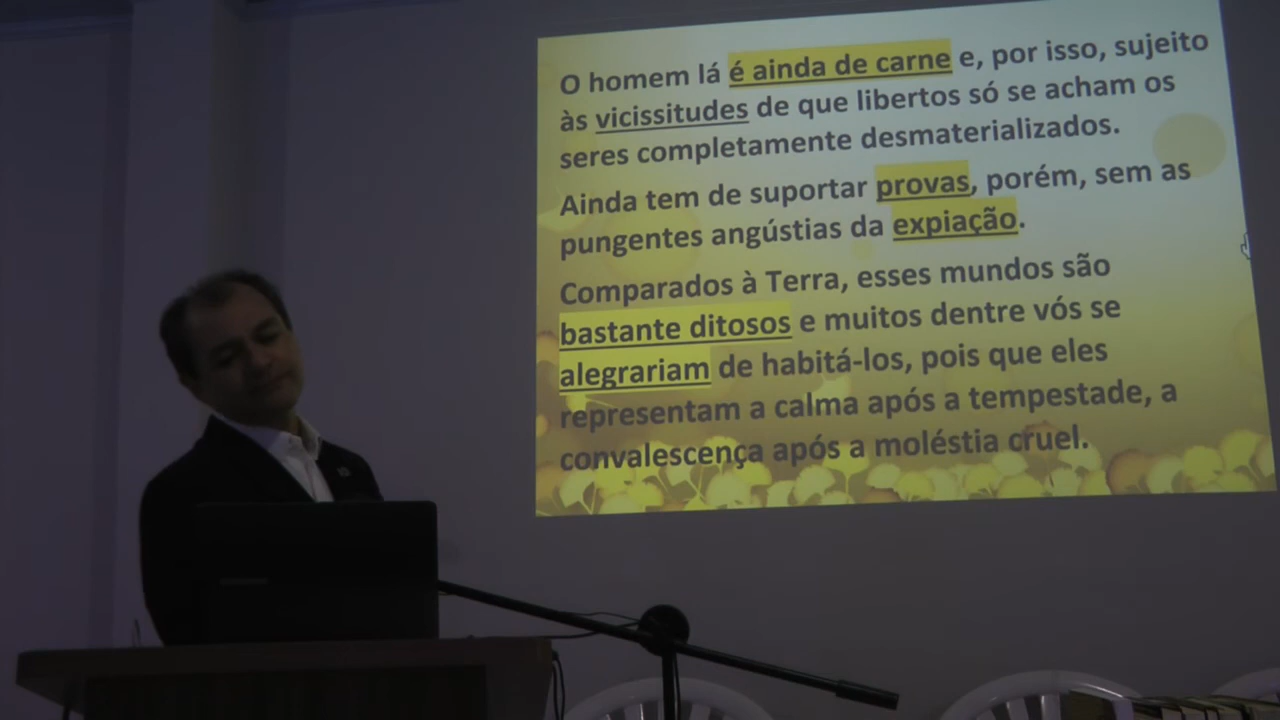 O homem lá é ainda de carne e, por isso, sujeito
às vicissitudes de que libertos só se acham os
seres completamente desmaterializados.
Ainda tem de suportar provas, porém, sem as
pungentes angústias da expiação.
Comparados à Terra, esses mundos são
bastante ditosos e muitos dentre vós se
alegrariam de habitá-los, pois que eles
representam a calma após a tempestade, a
convalescença após a moléstia cruel.